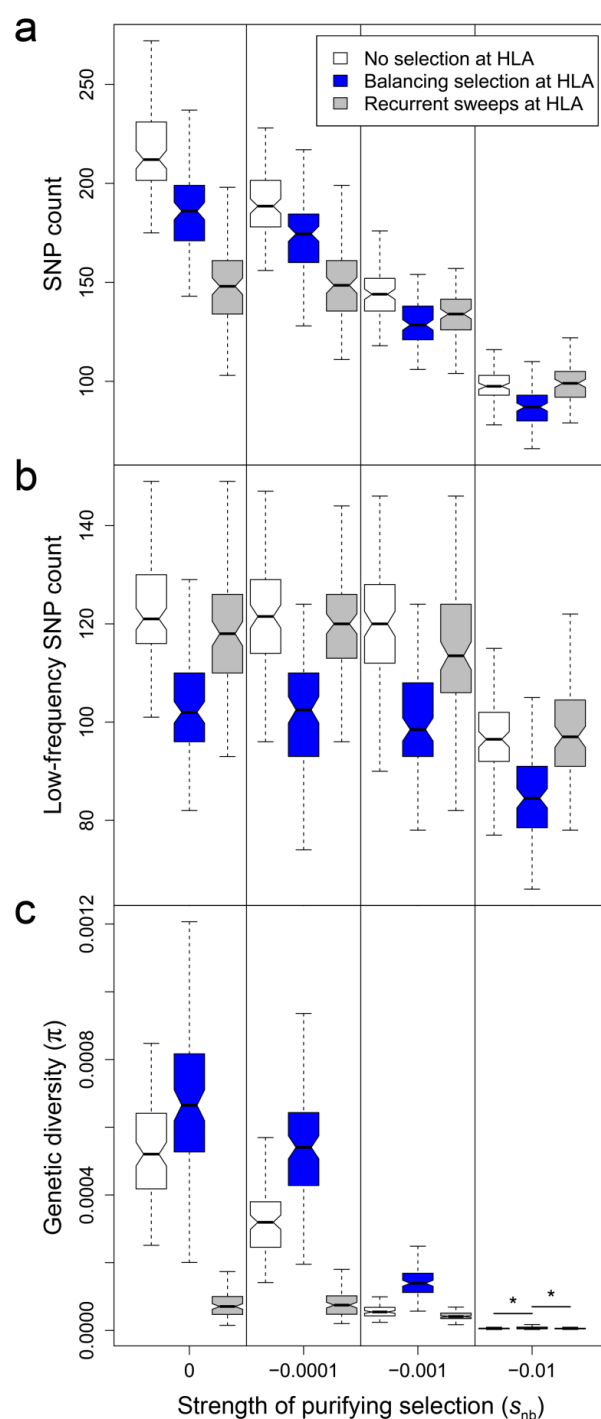 a
No selection at HLA
Balancing selection at HLA
Recurrent sweeps at HLA
SNP count
250
200
150
100
b
Low-frequency SNP count
140
120
100
80
c
Genetic diversity (π)
0.0012
0.0008
0.0004
0.0000
* *
0 −0.0001 −0.001 −0.01
Strength of purifying selection (snb)